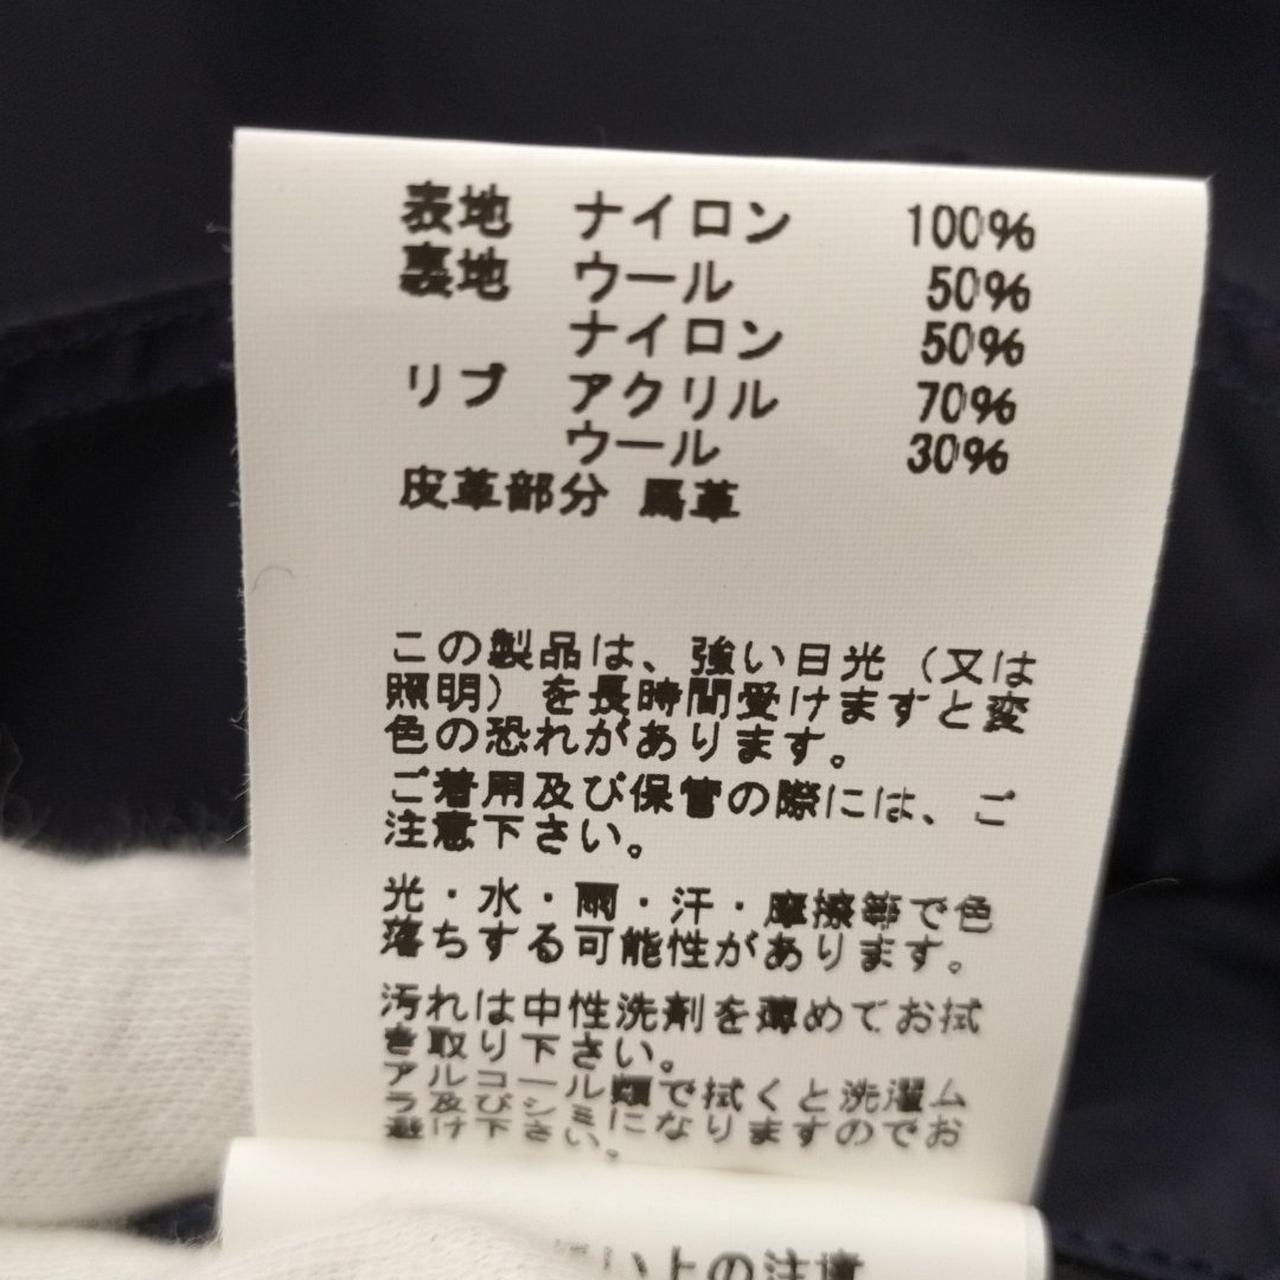 表地 ナイロン 100%
裏地 ウール 50%
ナイロン 50%
リブ アクリル 70%
ウール 30%
皮革部分 馬革
この製品は、強い日光（又は
照明）を長時間受けますと変
色の恐れがあります。
ご着用及び保管の際には、ご
注意下さい。
光・水・雨・汗・摩擦等で色
落ちする可能性があります。
汚れは中性洗剤を薄めてお拭
き取り下さい。
アルコール類で拭くと洗濯ム
ラ及びシミになりますのでお
避け下さい。
い上の注意